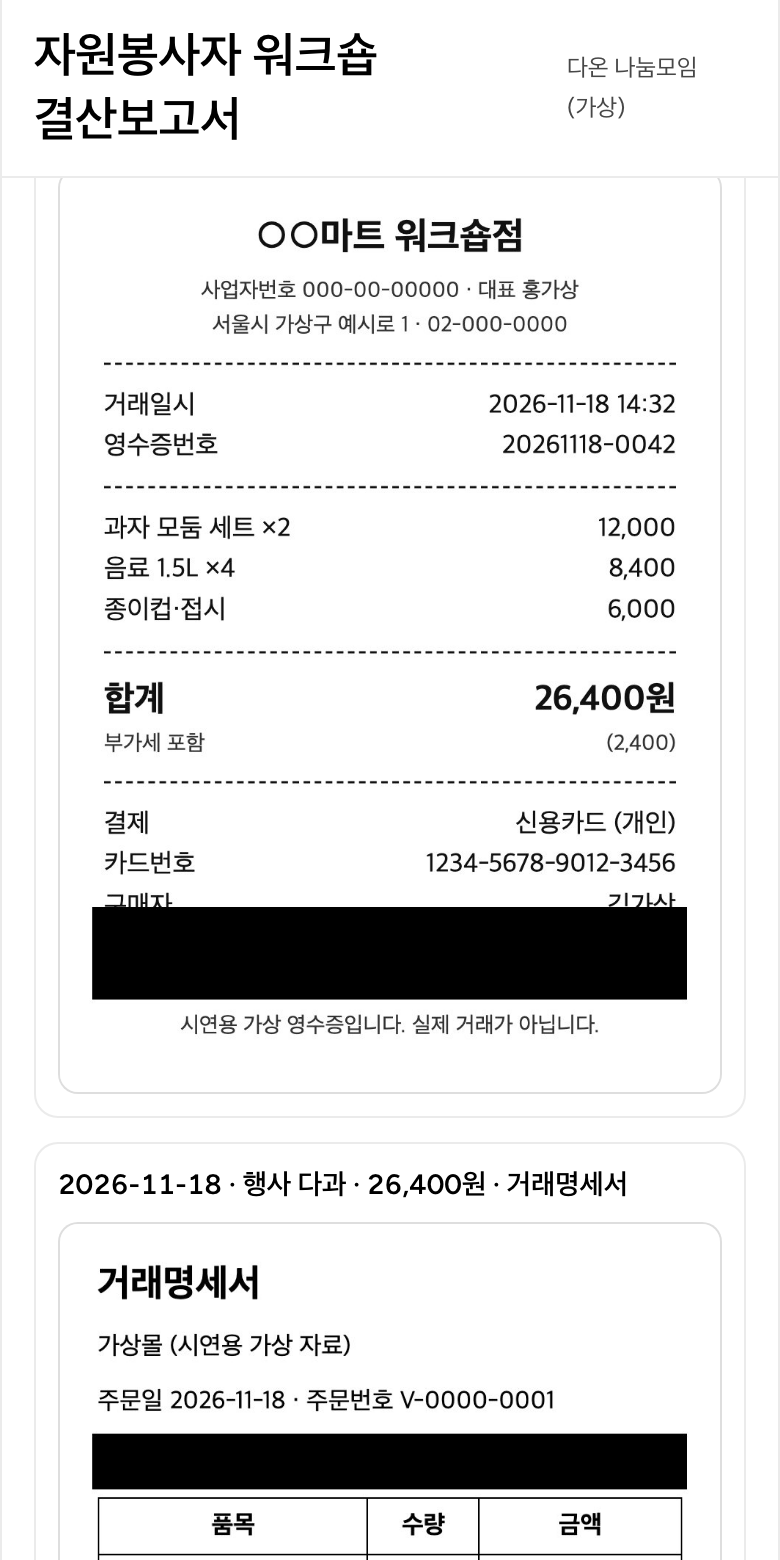 자원봉사자 워크숍
결산보고서
다온 나눔모임
(가상)
○○마트 워크숍점
사업자번호 000-00-00000 · 대표 홍가상
서울시 가상구 예시로 1 · 02-000-0000
거래일시 2026-11-18 14:32
영수증번호 20261118-0042
과자 모둠 세트 ×2 12,000
음료 1.5L ×4 8,400
종이컵·접시 6,000
합계 26,400원
부가세 포함 (2,400)
결제 신용카드 (개인)
카드번호 1234-5678-9012-3456
시연용 가상 영수증입니다. 실제 거래가 아닙니다.
2026-11-18 · 행사 다과 · 26,400원 · 거래명세서
거래명세서
가상몰 (시연용 가상 자료)
주문일 2026-11-18 · 주문번호 V-0000-0001
품목 수량 금액